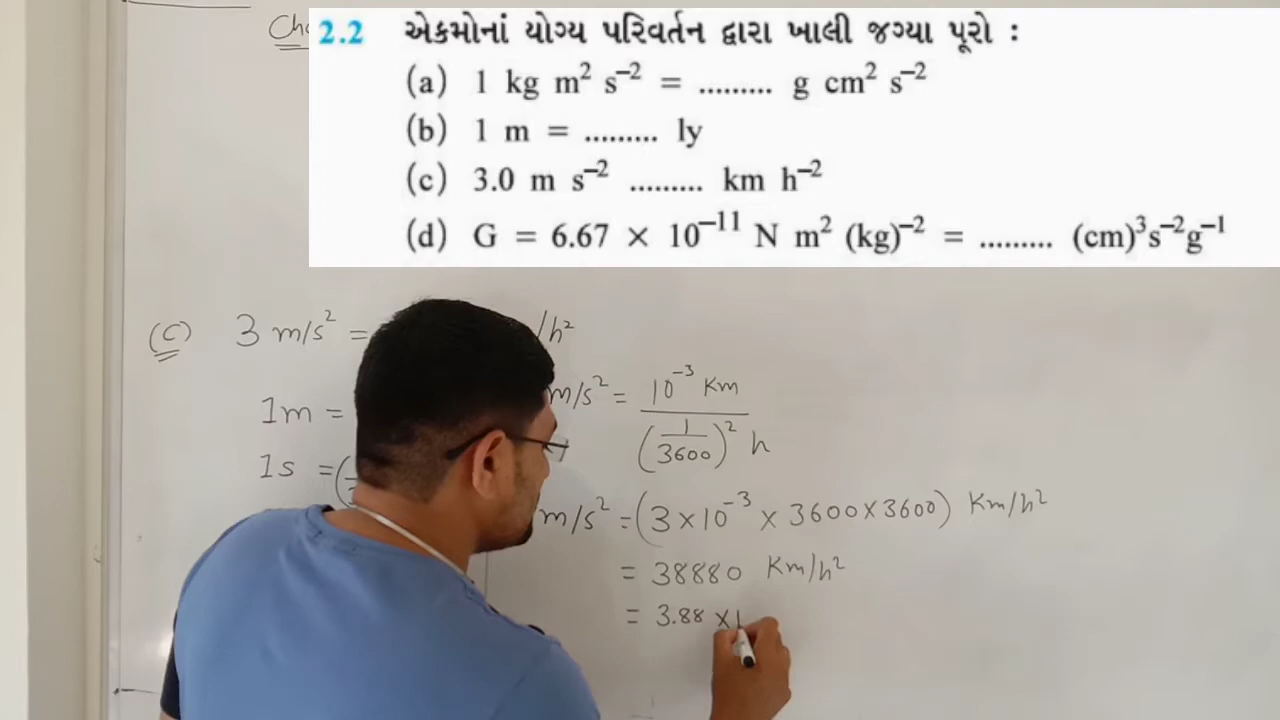 Cha
2.2 એકમોનાં યોગ્ય પરિવર્તન દ્વારા ખાલી જગ્યા પૂરો :
(a) 1 kg m² s⁻² = ......... g cm² s⁻²
(b) 1 m = ......... ly
(c) 3.0 m s⁻² ......... km h⁻²
(d) G = 6.67 × 10⁻¹¹ N m² (kg)⁻² = ......... (cm)³s⁻²g⁻¹
(C) 3 m/s² = /h²
1m =
m/s² = 10⁻³ Km / (1/3600)² h
1s = (
m/s² = (3×10⁻³ × 3600×3600) Km/h²
= 38880 Km/h²
= 3.88 ×